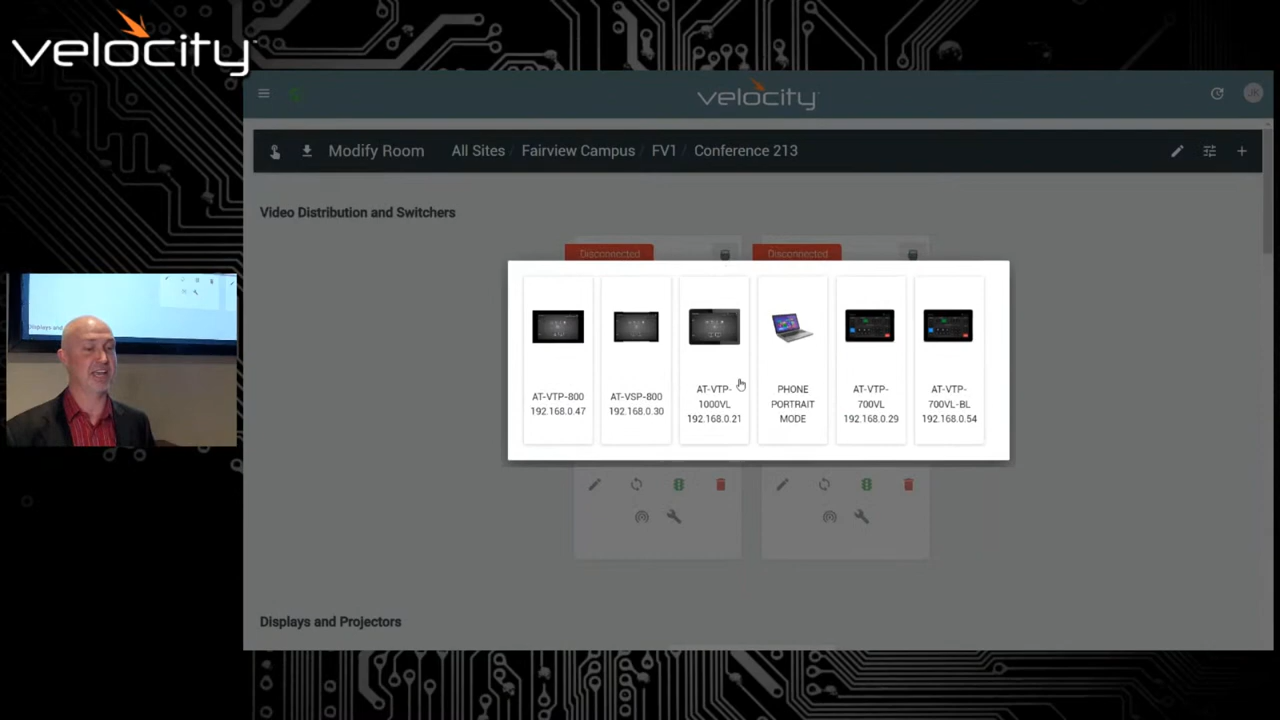 velocity
velocity
JK
Modify Room All Sites / Fairview Campus / FV1 / Conference 213
Video Distribution and Switchers
Disconnected Disconnected
AT-VTP-800
192.168.0.47
AT-VSP-800
192.168.0.30
AT-VTP-
1000VL
192.168.0.21
PHONE
PORTRAIT
MODE
AT-VTP-
700VL
192.168.0.29
AT-VTP-
700VL-BL
192.168.0.54
Displays and Projectors